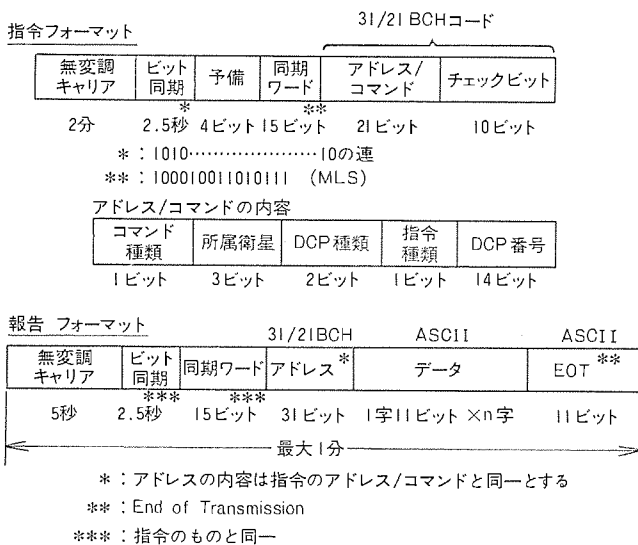 31/21 BCHコード
指令フォーマット
無変調キャリア ビット同期* 予備 同期ワード** アドレス/コマンド チェックビット
2分 2.5秒 4ビット 15ビット 21ビット 10ビット
* : 1010…………………10の連
** : 100010011010111 (MLS)
アドレス/コマンドの内容
コマンド種類 所属衛星 DCP種類 指令種類 DCP番号
1ビット 3ビット 2ビット 1ビット 14ビット
報告 フォーマット
31/21BCH ASCII ASCII
無変調キャリア ビット同期*** 同期ワード*** アドレス* データ EOT**
5秒 2.5秒 15ビット 31ビット 1字11ビット×n字 11ビット
最大1分
* : アドレスの内容は指令のアドレス/コマンドと同一とする
** : End of Transmission
*** : 指令のものと同一